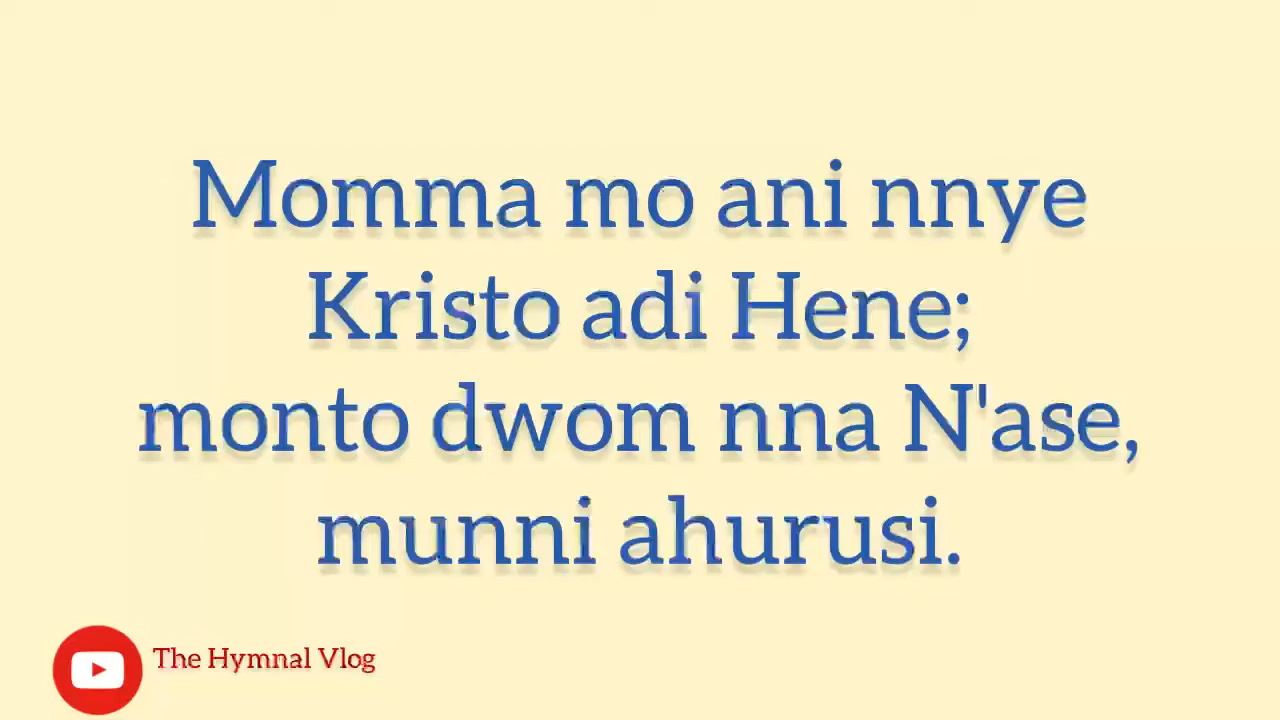 Momma mo ani nnye
Kristo adi Hene;
monto dwom nna N'ase,
munni ahurusi.
The Hymnal Vlog